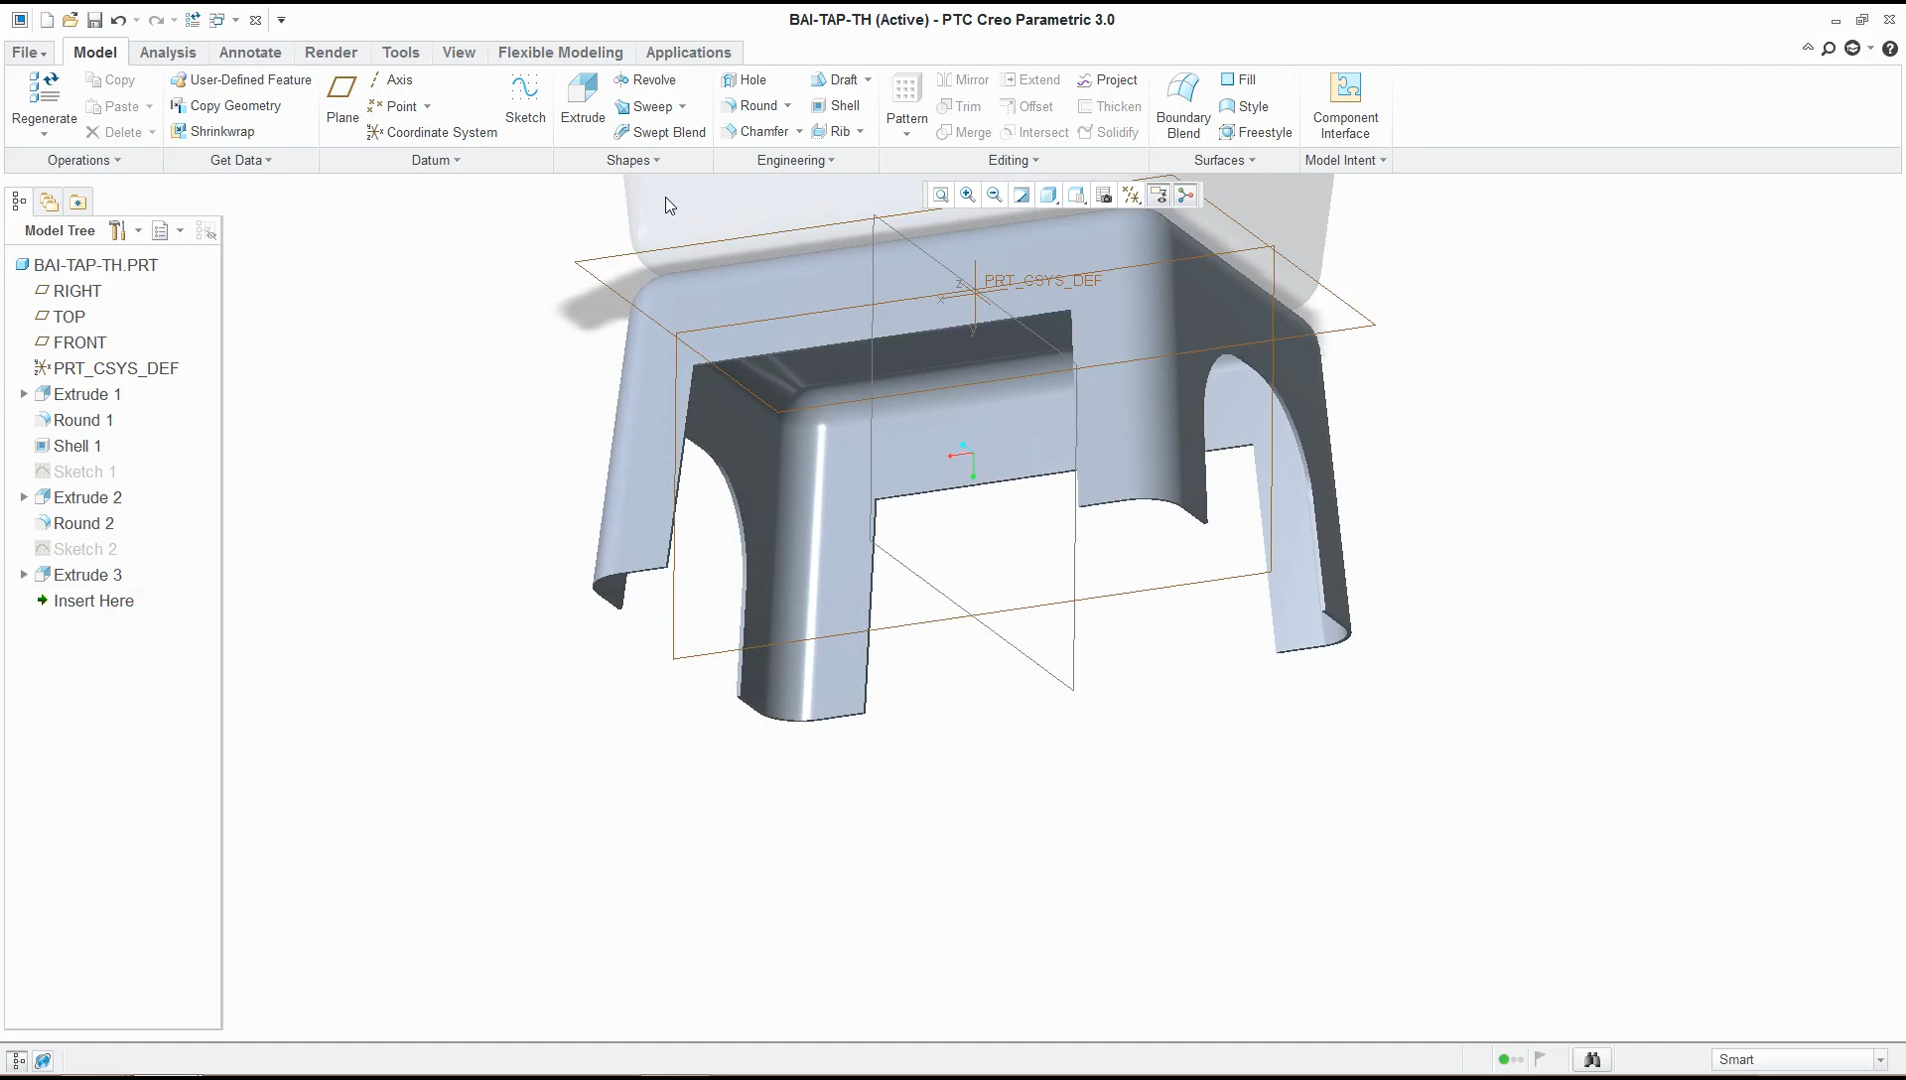 BAI-TAP-TH (Active) - PTC Creo Parametric 3.0
File Model Analysis Annotate Render Tools View Flexible Modeling Applications
Regenerate
Copy
Paste
Delete
Operations
User-Defined Feature
Copy Geometry
Shrinkwrap
Get Data
Plane
Axis
Point
Coordinate System
Sketch
Datum
Extrude
Revolve
Sweep
Swept Blend
Shapes
Hole
Round
Chamfer
Draft
Shell
Rib
Engineering
Pattern
Mirror
Trim
Merge
Extend
Offset
Intersect
Project
Thicken
Solidify
Editing
Boundary
Blend
Fill
Style
Freestyle
Surfaces
Component
Interface
Model Intent
Model Tree
BAI-TAP-TH.PRT
RIGHT
TOP
FRONT
PRT_CSYS_DEF
Extrude 1
Round 1
Shell 1
Sketch 1
Extrude 2
Round 2
Sketch 2
Extrude 3
Insert Here
PRT_CSYS_DEF
Z
X
y
Smart